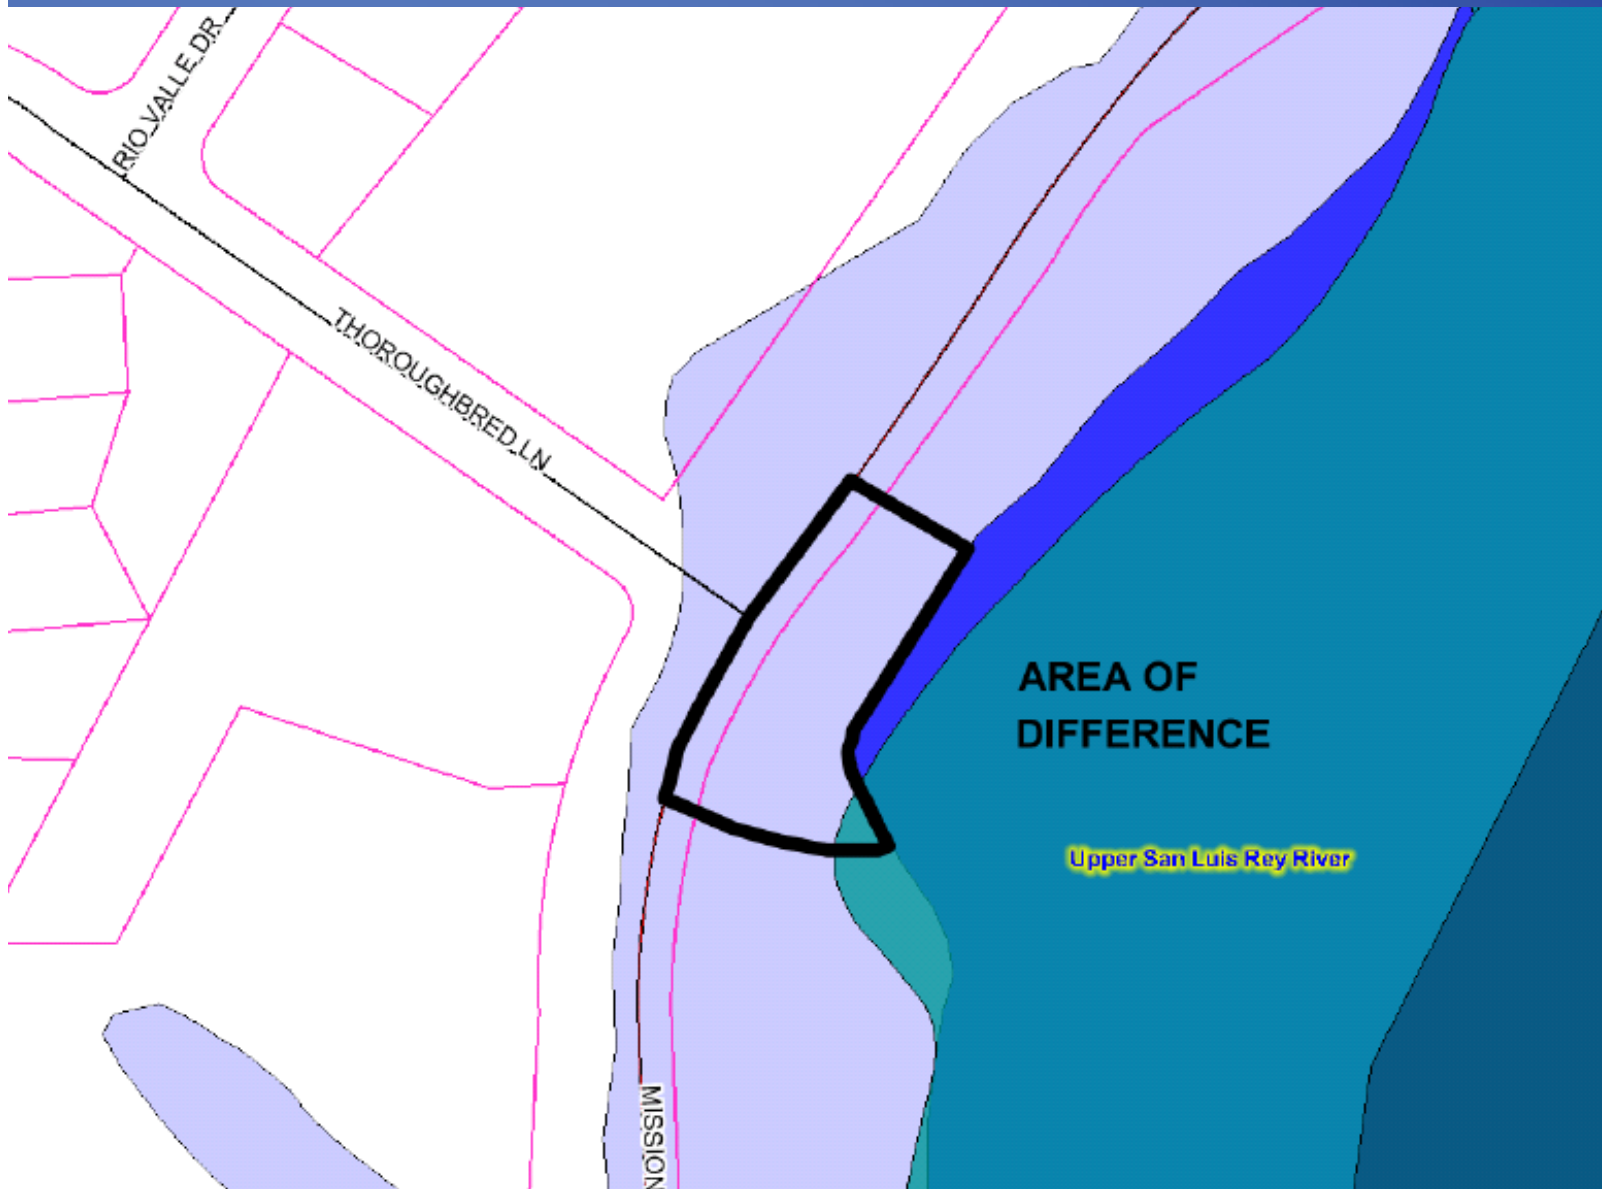 RIO VALLE DR
THOROUGHBRED LN
AREA OF
DIFFERENCE
Upper San Luis Rey River
MISSION